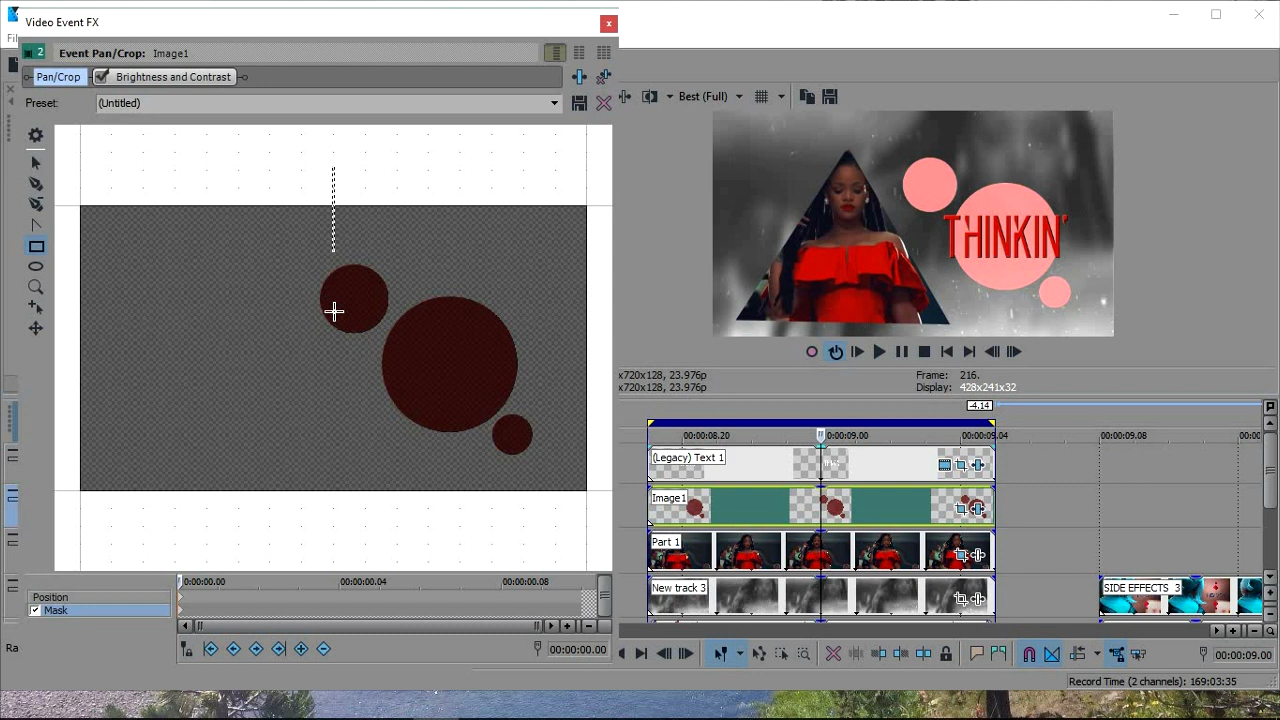 Video Event FX
x
2
Event Pan/Crop: Image1
Pan/Crop
Brightness and Contrast
Preset:
(Untitled)
Best (Full)
THINKIN'
x720x128, 23.976p
x720x128, 23.976p
Frame: 216.
Display: 428x241x32
-4.14
00:00:08.20
0:00:09.00
00:00:09.04
00:00:09.08
00:00
(Legacy) Text 1
Image1
Part 1
New track 3
SIDE EFFECTS 3
0:00:00.00
00:00:00.04
00:00:00.08
Position
Mask
00:00:00.00
00:00:09.00
Ra
Record Time (2 channels): 169:03:35